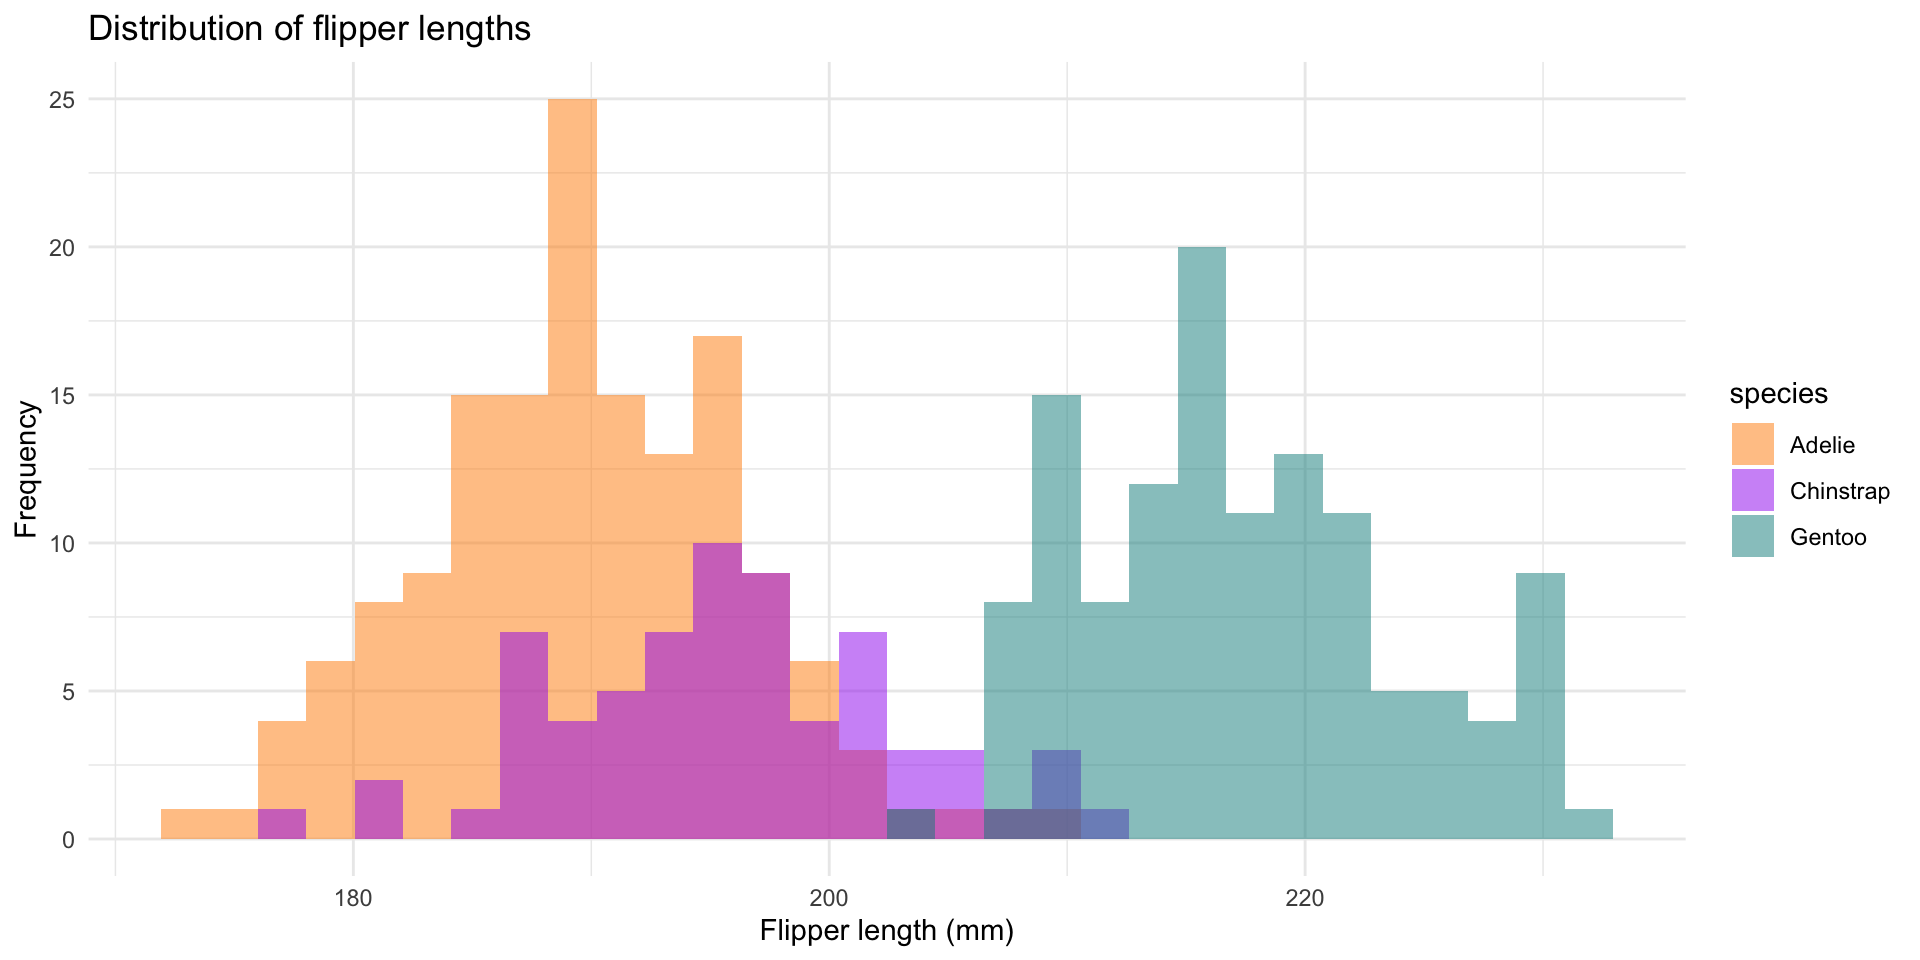 Distribution of flipper lengths
25
20
15
10
5
0
Frequency
180
200
220
Flipper length (mm)
species
Adelie
Chinstrap
Gentoo